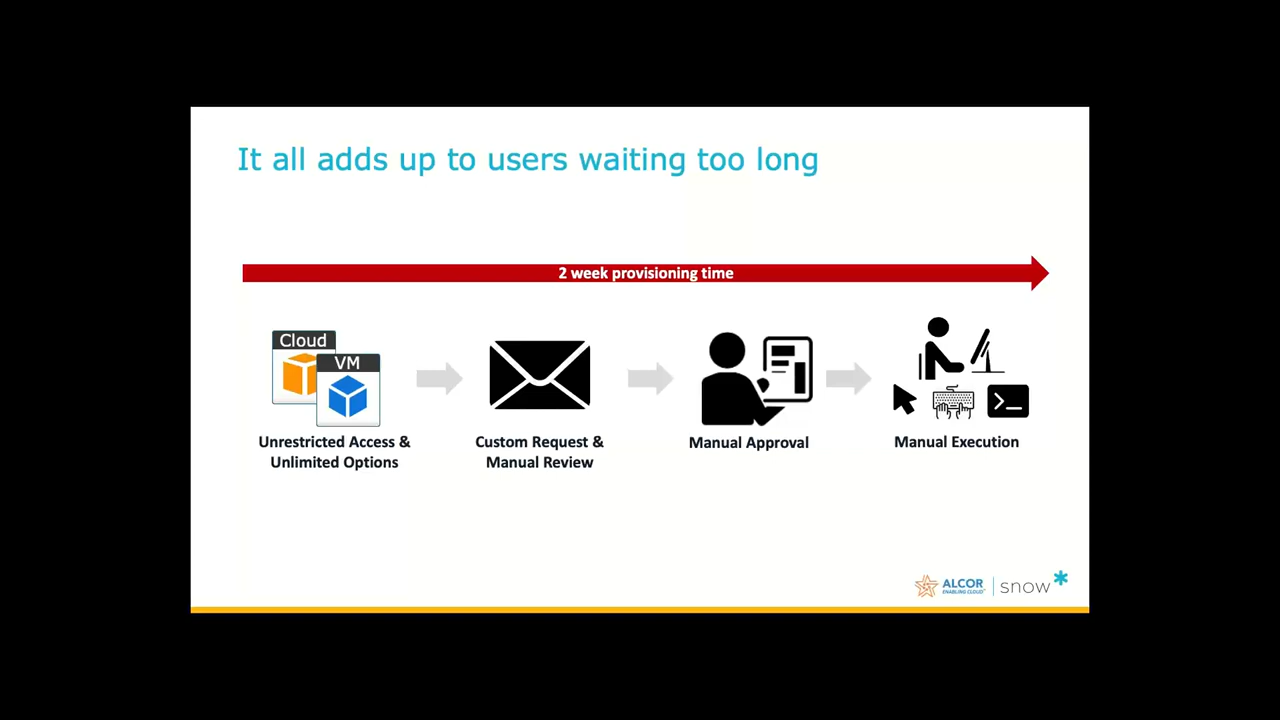 It all adds up to users waiting too long
2 week provisioning time
Cloud
VM
Unrestricted Access &
Unlimited Options
Custom Request &
Manual Review
Manual Approval
Manual Execution
ALCOR
ENABLING CLOUD
snow